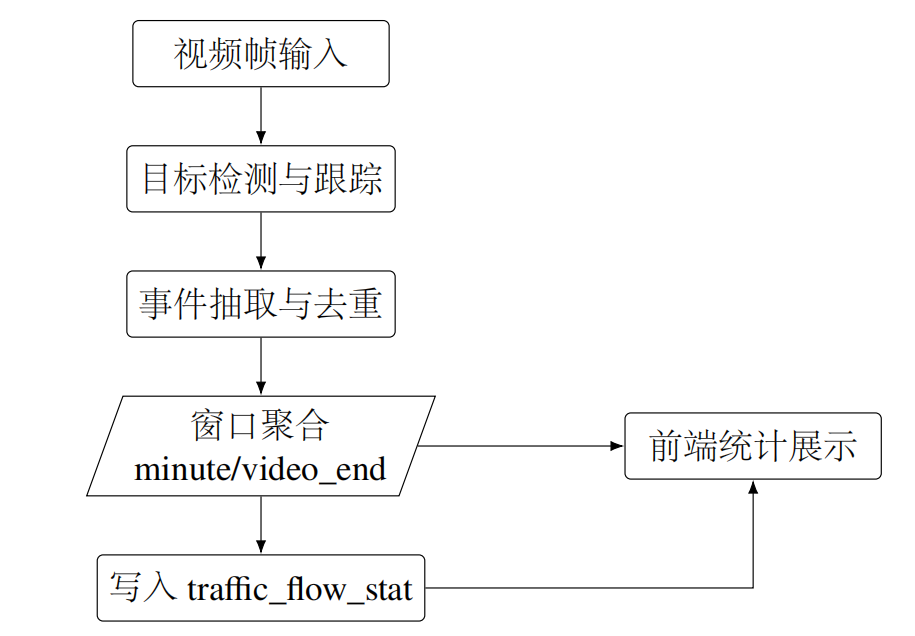 视频帧输入
目标检测与跟踪
事件抽取与去重
窗口聚合
minute/video_end
前端统计展示
写入 traffic_flow_stat